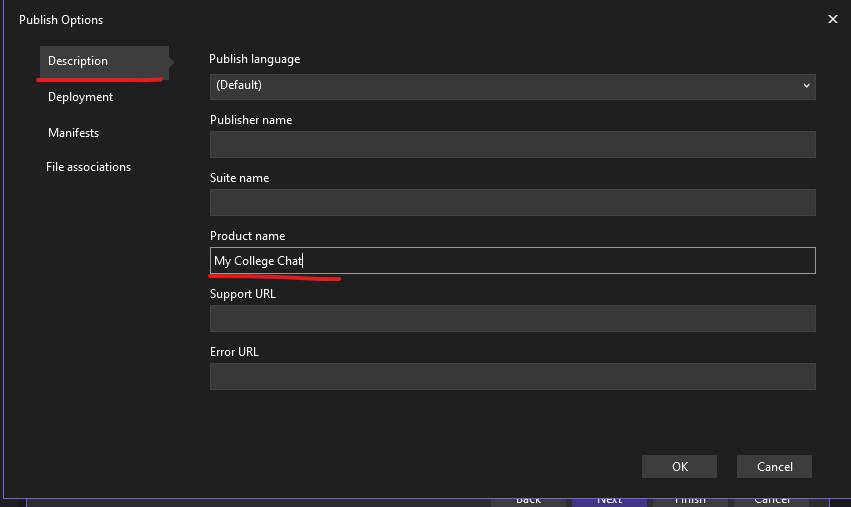 Publish Options
Description
Deployment
Manifests
File associations
Publish language
(Default)
Publisher name
Suite name
Product name
My College Chat
Support URL
Error URL
OK
Cancel
Back
Next
Finish
Cancel